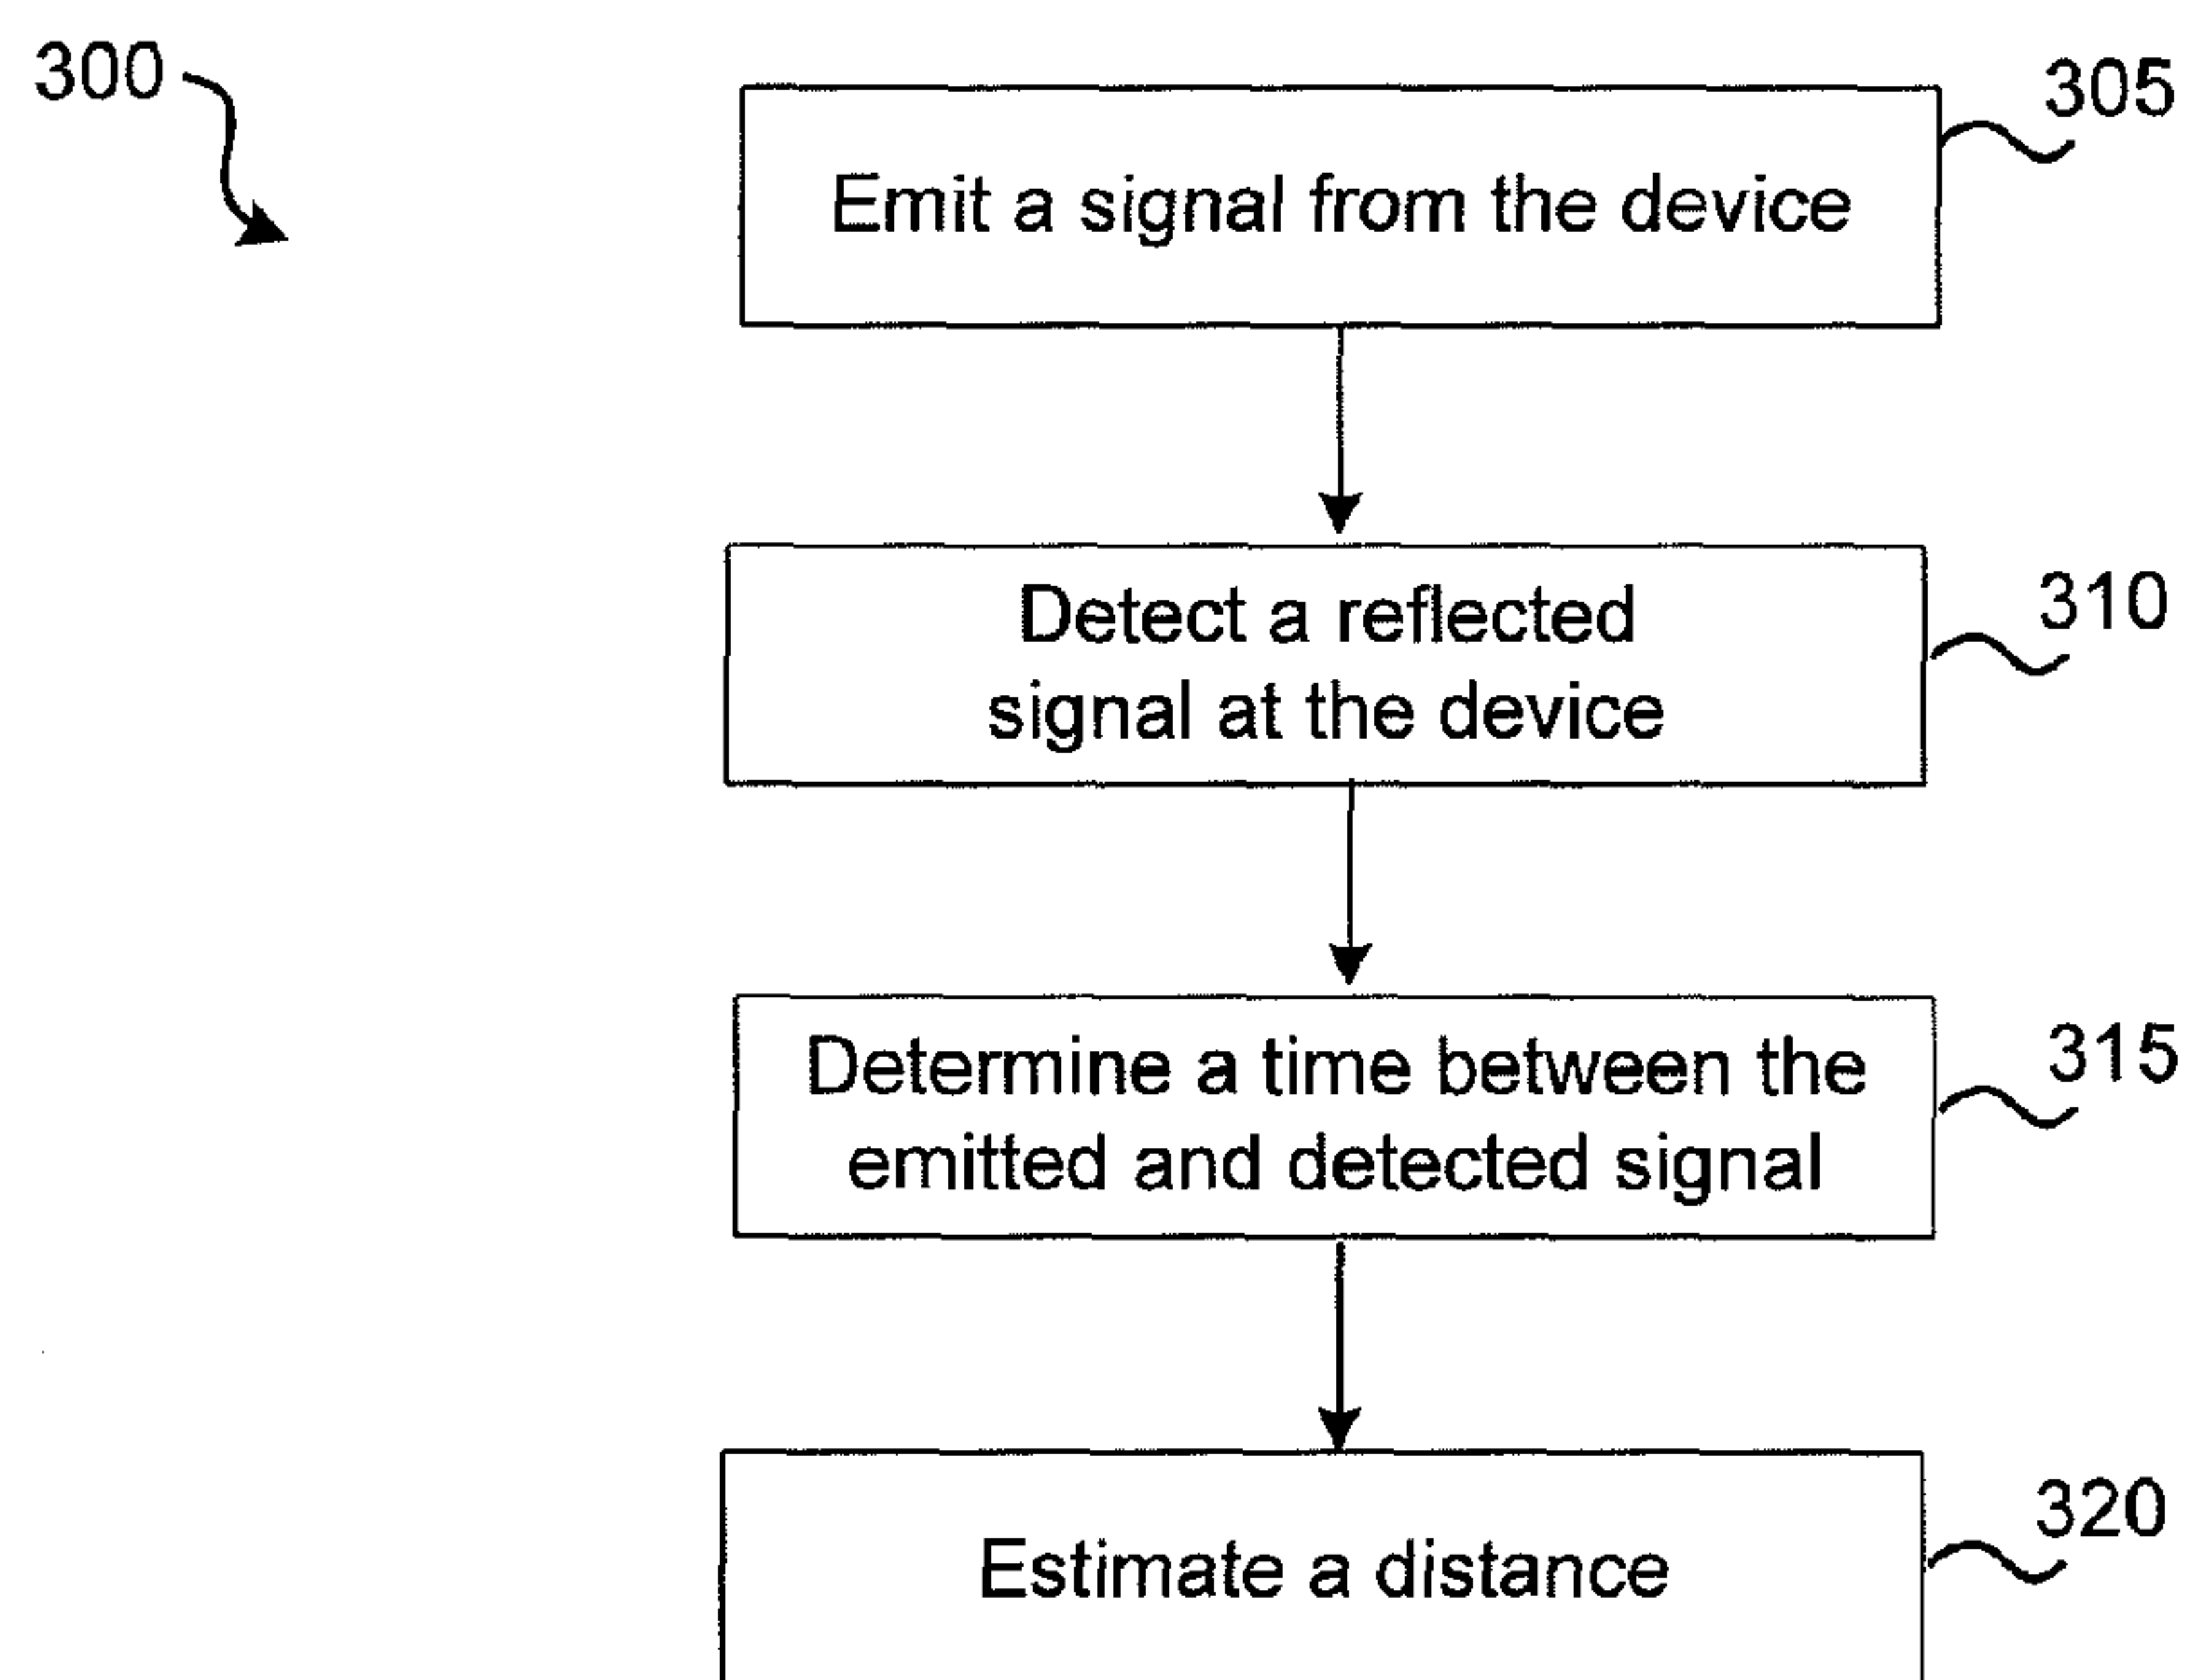 300
305
Emit a signal from the device
310
Detect a reflected
signal at the device
315
Determine a time between the
emitted and detected signal
320
Estimate a distance